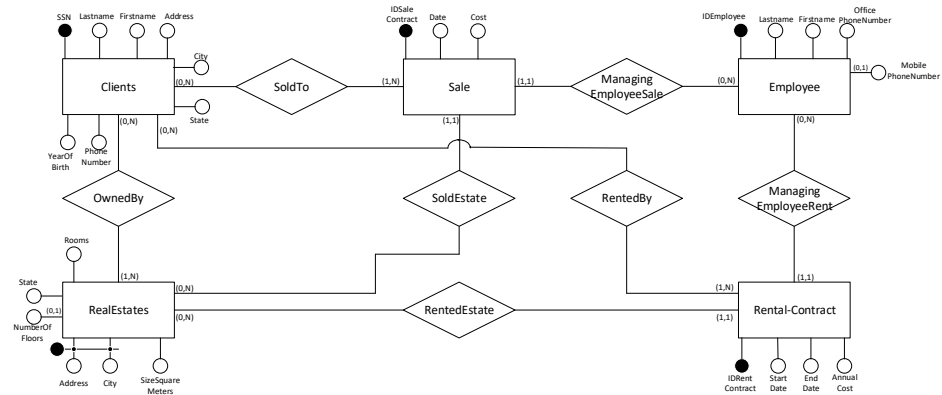 SSN
Lastname
Firstname
Address
IDSale
Contract
Date
Cost
IDEmployee
Lastname
Firstname
Office
PhoneNumber
City
(0,N)
Clients
SoldTo
(1,N)
Sale
(1,1)
Managing
EmployeeSale
(0,N)
Employee
(0,1)
Mobile
PhoneNumber
State
(0,N)
(0,N)
(1,1)
(0,N)
YearOf
Birth
Phone
Number
OwnedBy
SoldEstate
RentedBy
Managing
EmployeeRent
Rooms
State
(1,N)
(0,N)
(1,N)
(1,1)
(0,1)
NumberOf
Floors
RealEstates
(0,N)
RentedEstate
(1,1)
Rental-Contract
Address
City
SizeSquare
Meters
IDRent
Contract
Start
Date
End
Date
Annual
Cost